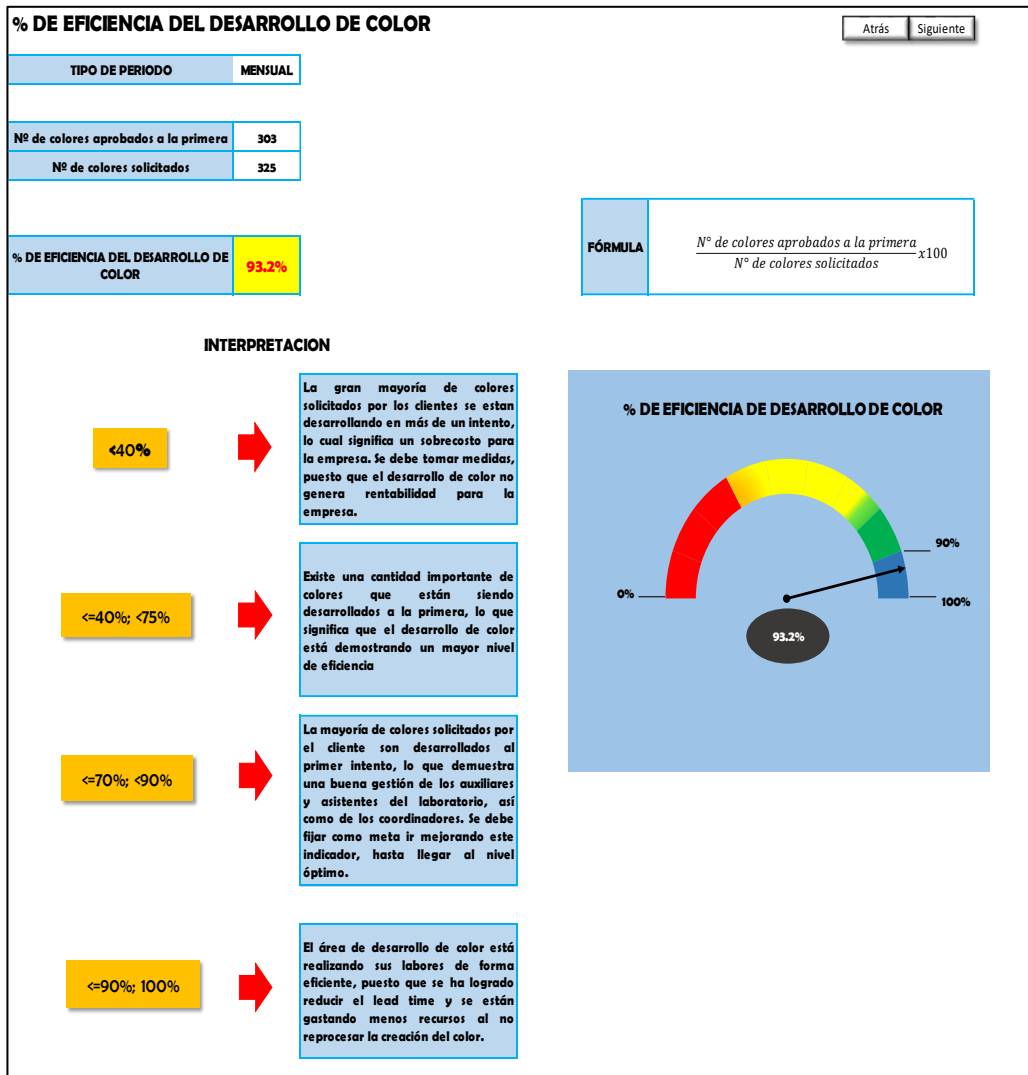 % DE EFICIENCIA DEL DESARROLLO DE COLOR
Atrás Siguiente
TIPO DE PERIODO MENSUAL
Nº de colores aprobados a la primera 303
Nº de colores solicitados 325
FÓRMULA
N° de colores aprobados a la primera
N° de colores solicitados
x100
% DE EFICIENCIA DEL DESARROLLO DE
COLOR
93.2%
INTERPRETACION
<40%
La gran mayoría de colores
solicitados por los clientes se estan
desarrollando en más de un intento,
lo cual significa un sobrecosto para
la empresa. Se debe tomar medidas,
puesto que el desarrollo de color no
genera rentabilidad para la
empresa.
<=40%; <75%
Existe una cantidad importante de
colores que están siendo
desarrollados a la primera, lo que
significa que el desarrollo de color
está demostrando un mayor nivel
de eficiencia
<=70%; <90%
La mayoría de colores solicitados por
el cliente son desarrollados al
primer intento, lo que demuestra
una buena gestión de los auxiliares
y asistentes del laboratorio, así
como de los coordinadores. Se debe
fijar como meta ir mejorando este
indicador, hasta llegar al nivel
óptimo.
<=90%; 100%
El área de desarrollo de color está
realizando sus labores de forma
eficiente, puesto que se ha logrado
reducir el lead time y se están
gastando menos recursos al no
reprocesar la creación del color.
% DE EFICIENCIA DE DESARROLLO DE COLOR
90%
0%
100%
93.2%